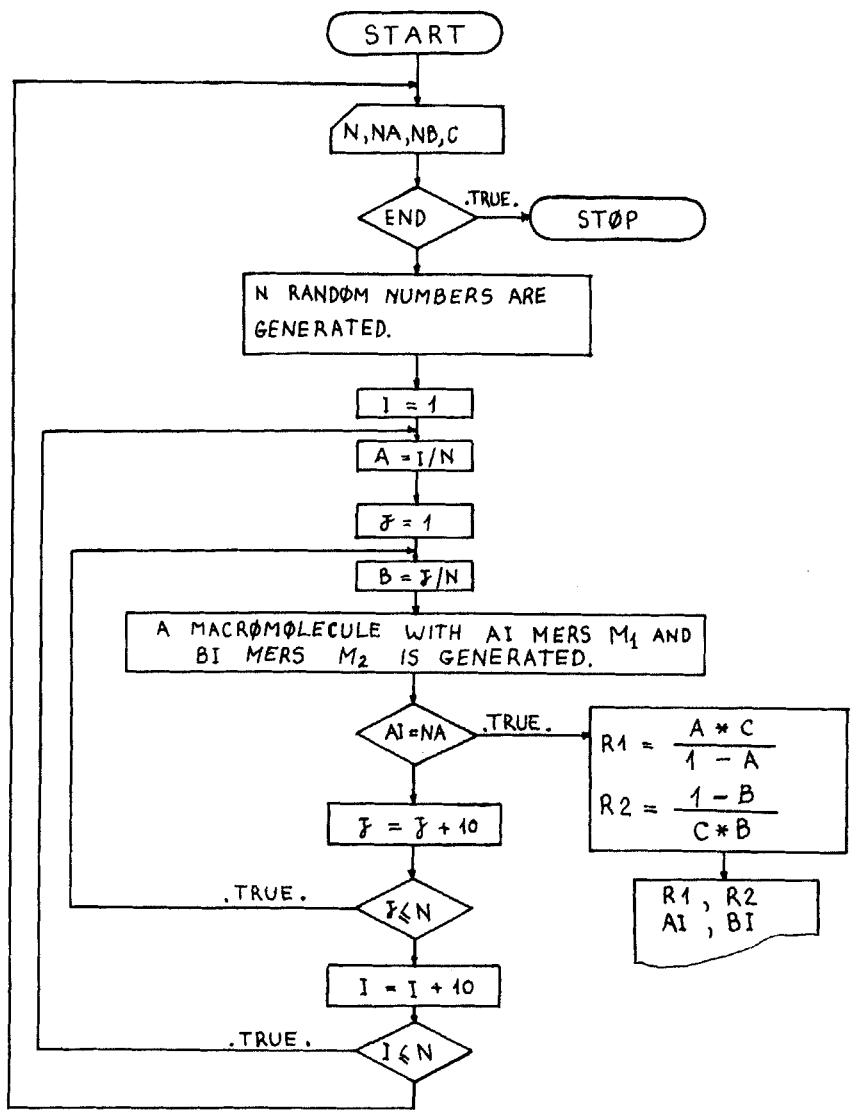 START
N,NA,NB,C
END
.TRUE.
STØP
N RANDØM NUMBERS ARE
GENERATED.
I = 1
A = I/N
J = 1
B = J/N
A MACRØMØLECULE WITH AI MERS M₁ AND
BI MERS M₂ IS GENERATED.
AI=NA
.TRUE.
R1 = A * C / 1 - A
R2 = 1 - B / C * B
J = J + 10
R1 , R2
AI , BI
.TRUE.
J≤N
I = I + 10
.TRUE.
I≤N